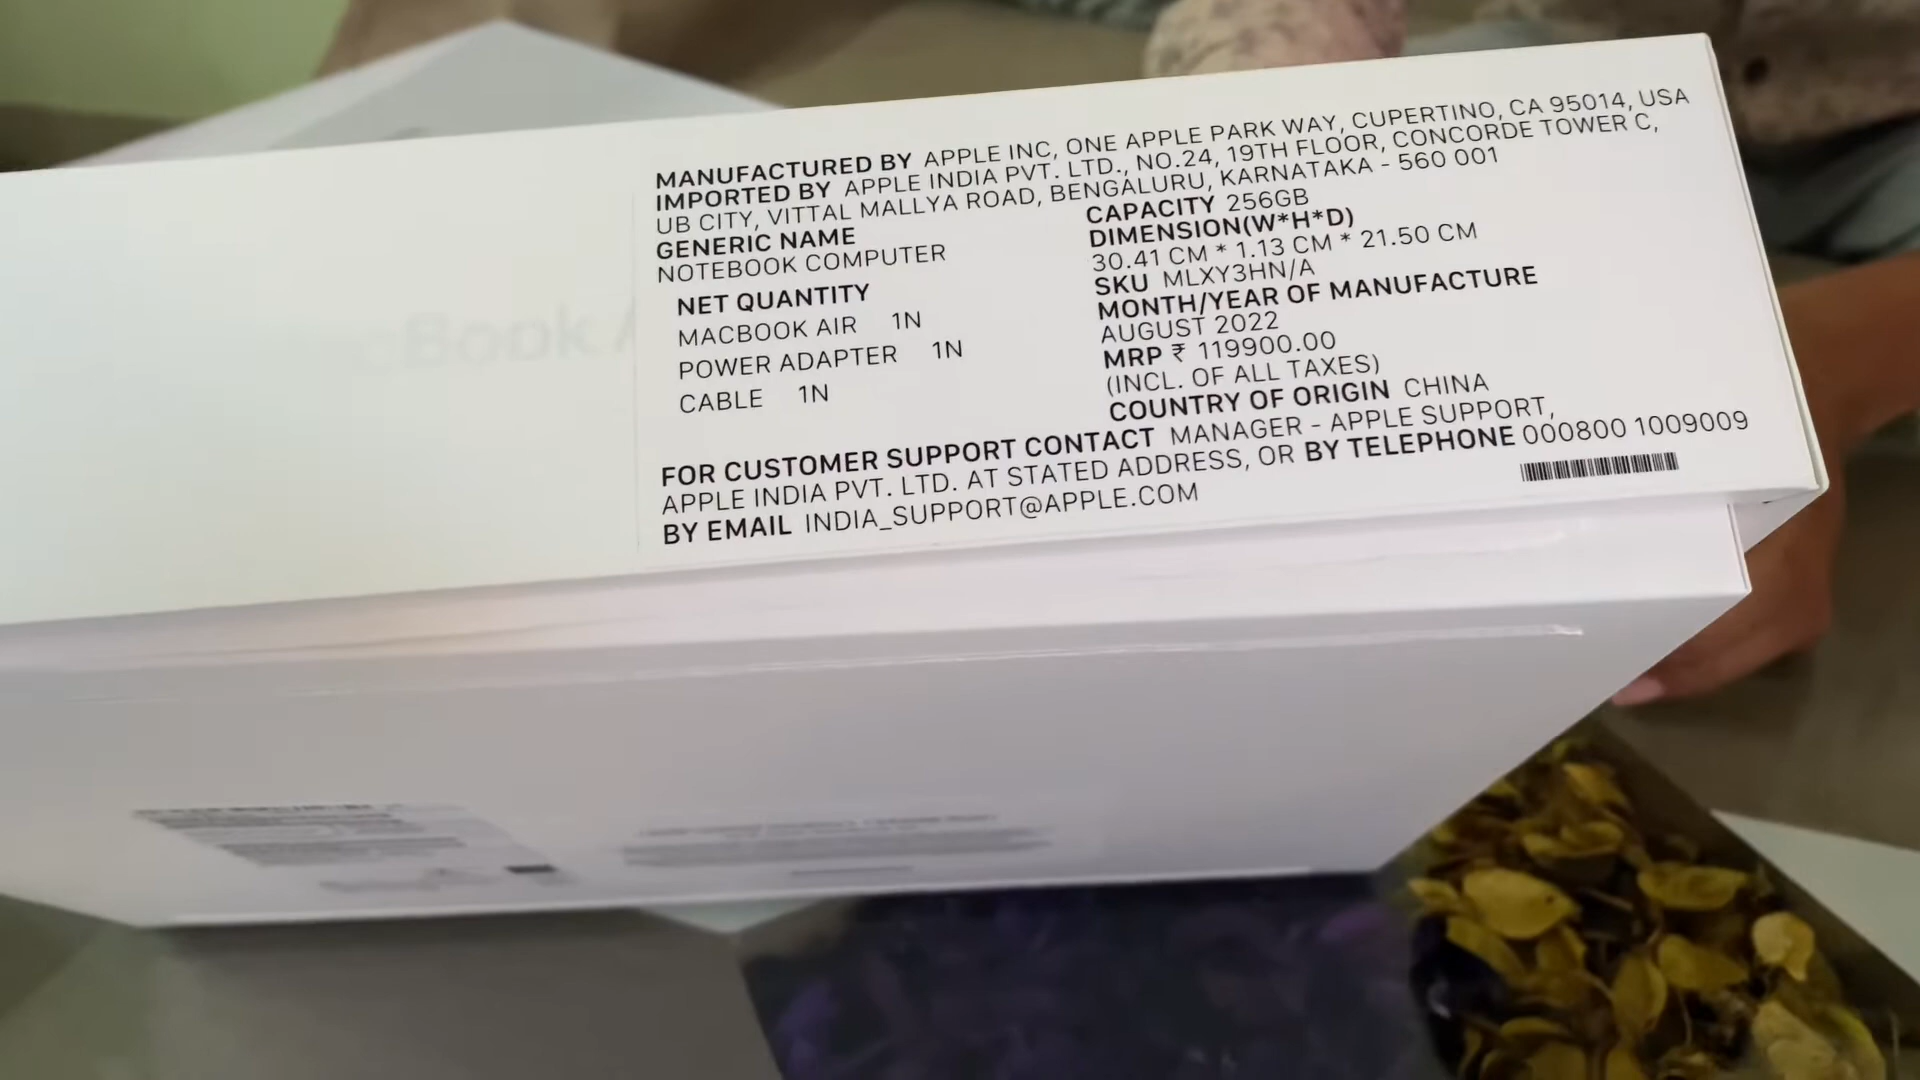 MANUFACTURED BY APPLE INC, ONE APPLE PARK WAY, CUPERTINO, CA 95014, USA
IMPORTED BY APPLE INDIA PVT. LTD., NO.24, 19TH FLOOR, CONCORDE TOWER C,
UB CITY, VITTAL MALLYA ROAD, BENGALURU, KARNATAKA - 560 001
GENERIC NAME
NOTEBOOK COMPUTER
NET QUANTITY
MACBOOK AIR 1N
POWER ADAPTER 1N
CABLE 1N
CAPACITY 256GB
DIMENSION(W*H*D)
30.41 CM * 1.13 CM * 21.50 CM
SKU MLXY3HN/A
MONTH/YEAR OF MANUFACTURE
AUGUST 2022
MRP ₹ 119900.00
(INCL. OF ALL TAXES)
COUNTRY OF ORIGIN CHINA
FOR CUSTOMER SUPPORT CONTACT MANAGER - APPLE SUPPORT,
APPLE INDIA PVT. LTD. AT STATED ADDRESS, OR BY TELEPHONE 000800 1009009
BY EMAIL INDIA_SUPPORT@APPLE.COM